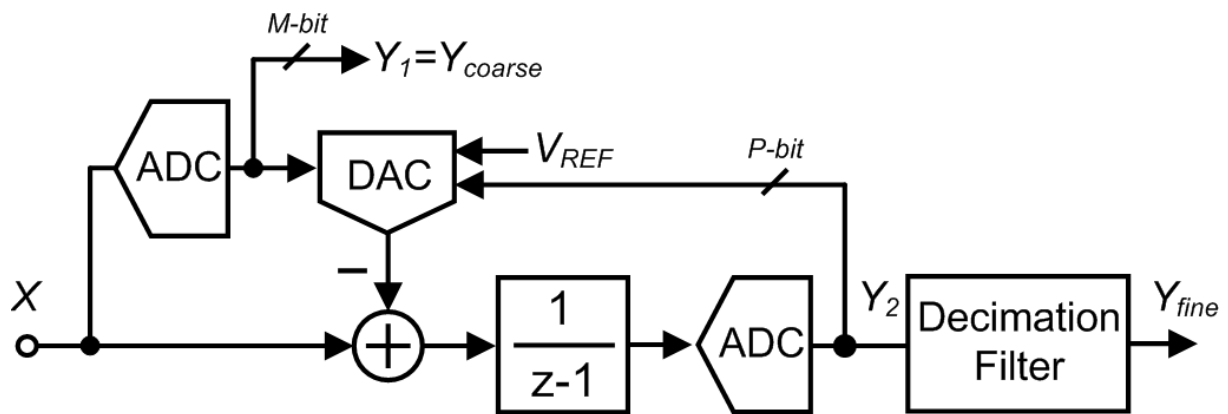 M-bit
Y1=Ycoarse
ADC
DAC
VREF
P-bit
X
1
z-1
ADC
Y2
Decimation
Filter
Yfine